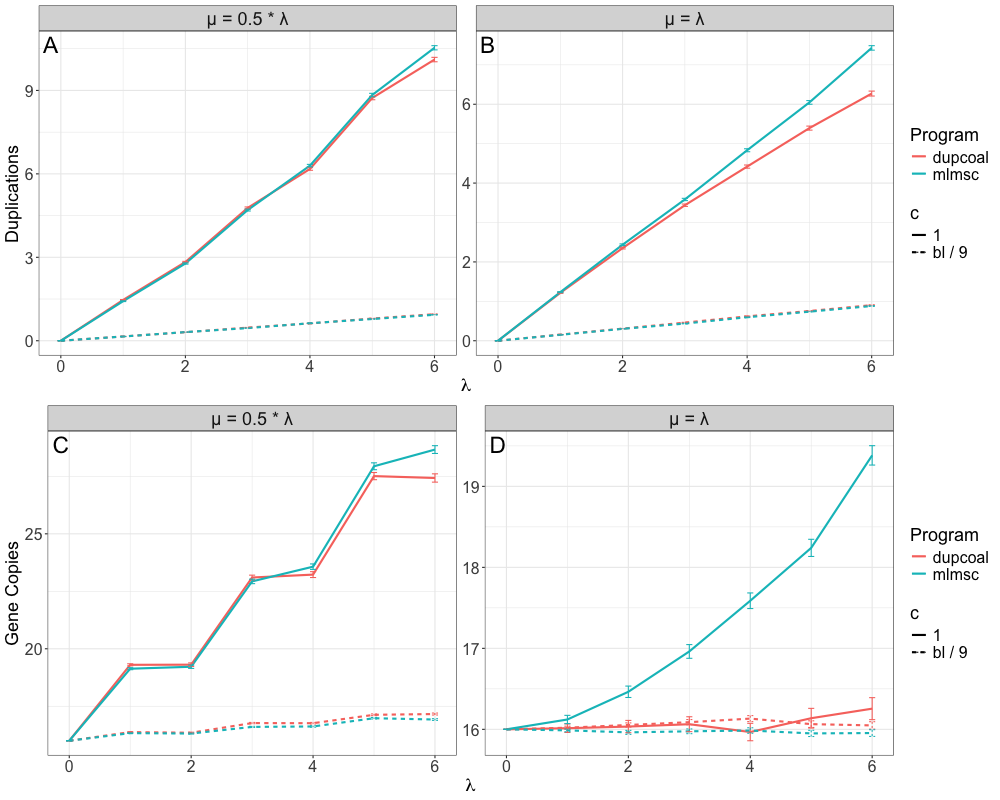 μ = 0.5 * λ
μ = λ
A
B
Duplications
9
6
3
0
6
4
2
0
0 2 4 6
0 2 4 6
λ
Program
dupcoal
mlmsc
c
1
bl / 9
μ = 0.5 * λ
μ = λ
C
D
Gene Copies
25
20
19
18
17
16
0 2 4 6
0 2 4 6
λ
Program
dupcoal
mlmsc
c
1
bl / 9